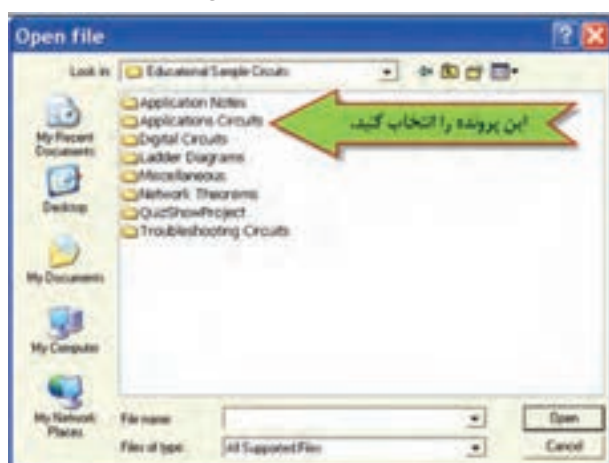 Open file
Look in: Educational Sample Circuits
Application Notes
Applications Circuits
Digital Circuits
Ladder Diagrams
Miscellaneous
Network Theorems
QuizShowProject
Troubleshooting Circuits
این پرونده را انتخاب کنید.
My Recent Documents
Desktop
My Documents
My Computer
My Network Places
File name:
Files of type: All Supported Files
Open
Cancel